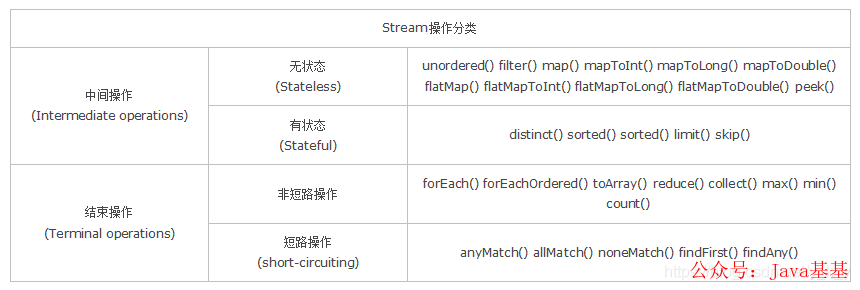 Stream操作分类
中间操作
(Intermediate operations)
无状态
(Stateless)
unordered() filter() map() mapToInt() mapToLong() mapToDouble()
flatMap() flatMapToInt() flatMapToLong() flatMapToDouble() peek()
有状态
(Stateful)
distinct() sorted() sorted() limit() skip()
结束操作
(Terminal operations)
非短路操作
forEach() forEachOrdered() toArray() reduce() collect() max() min()
count()
短路操作
(short-circuiting)
anyMatch() allMatch() noneMatch() findFirst() findAny()
公众号：Java基基